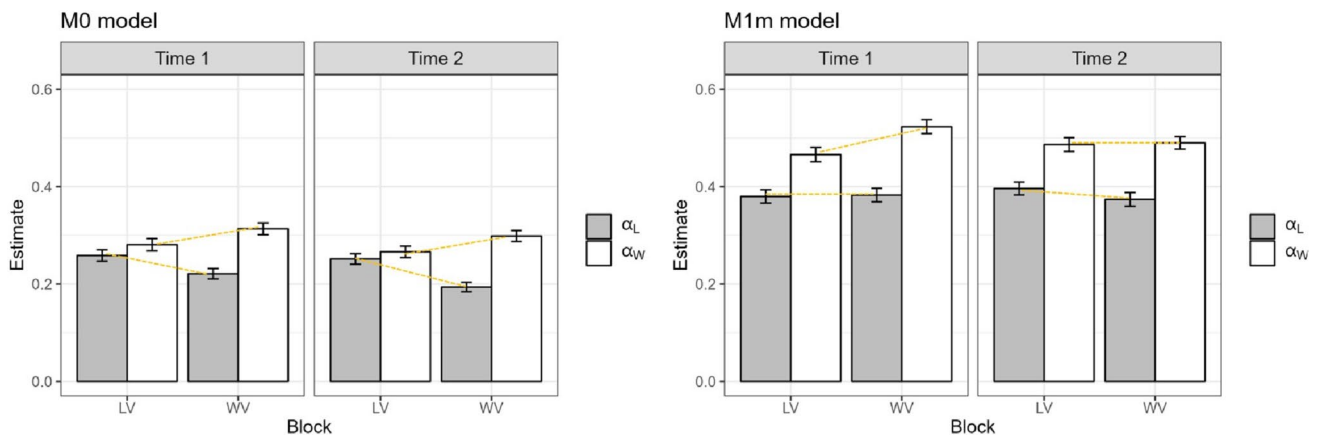 M0 model
Time 1
Time 2
0.6
0.4
0.2
0.0
Estimate
LV
WV
LV
WV
Block
αL
αW
M1m model
Time 1
Time 2
0.6
0.4
0.2
0.0
Estimate
LV
WV
LV
WV
Block
αL
αW